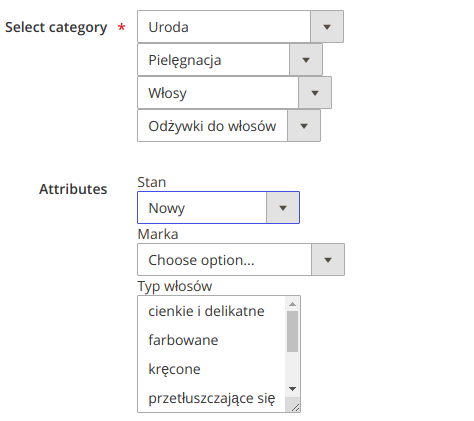 Select category * Uroda
Pielęgnacja
Włosy
Odżywki do włosów
Attributes Stan
Nowy
Marka
Choose option...
Typ włosów
cienkie i delikatne
farbowane
kręcone
przetłuszczające się